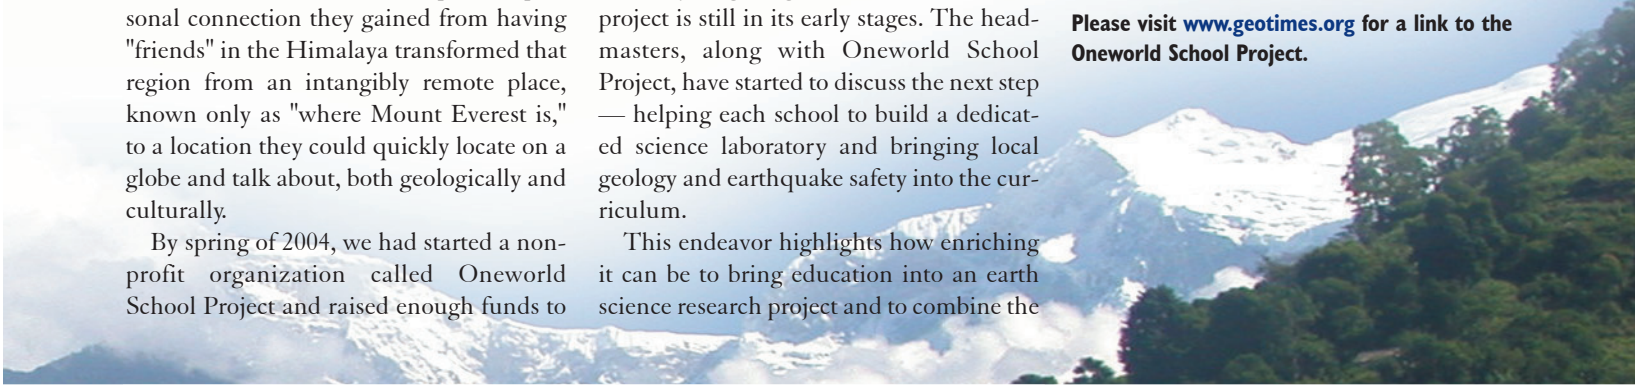 sonal connection they gained from having
"friends" in the Himalaya transformed that
region from an intangibly remote place,
known only as "where Mount Everest is,"
to a location they could quickly locate on a
globe and talk about, both geologically and
culturally.
By spring of 2004, we had started a non-
profit organization called Oneworld
School Project and raised enough funds to
project is still in its early stages. The head-
masters, along with Oneworld School
Project, have started to discuss the next step
— helping each school to build a dedicat-
ed science laboratory and bringing local
geology and earthquake safety into the cur-
riculum.
This endeavor highlights how enriching
it can be to bring education into an earth
science research project and to combine the
Please visit www.geotimes.org for a link to the
Oneworld School Project.